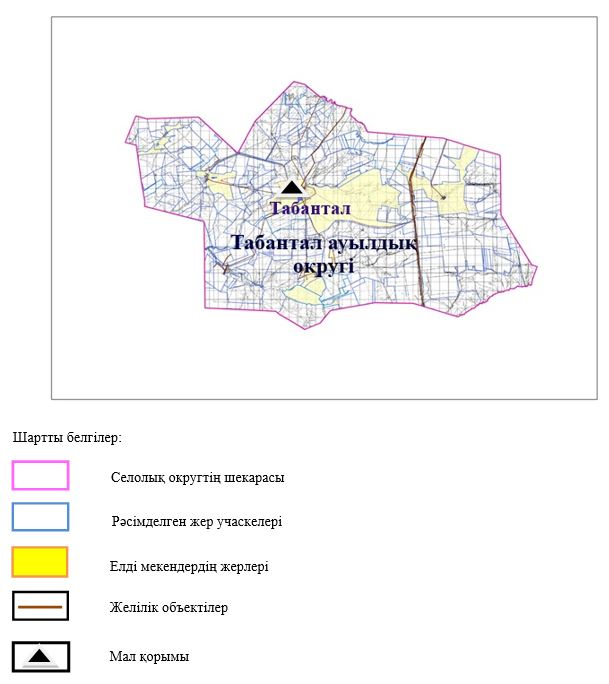 Табантал
Табантал ауылдық
округі
Шартты белгілер:
Селолық округтің шекарасы
Рәсімделген жер учаскелері
Елді мекендердің жерлері
Желілік объектілер
Мал қорымы